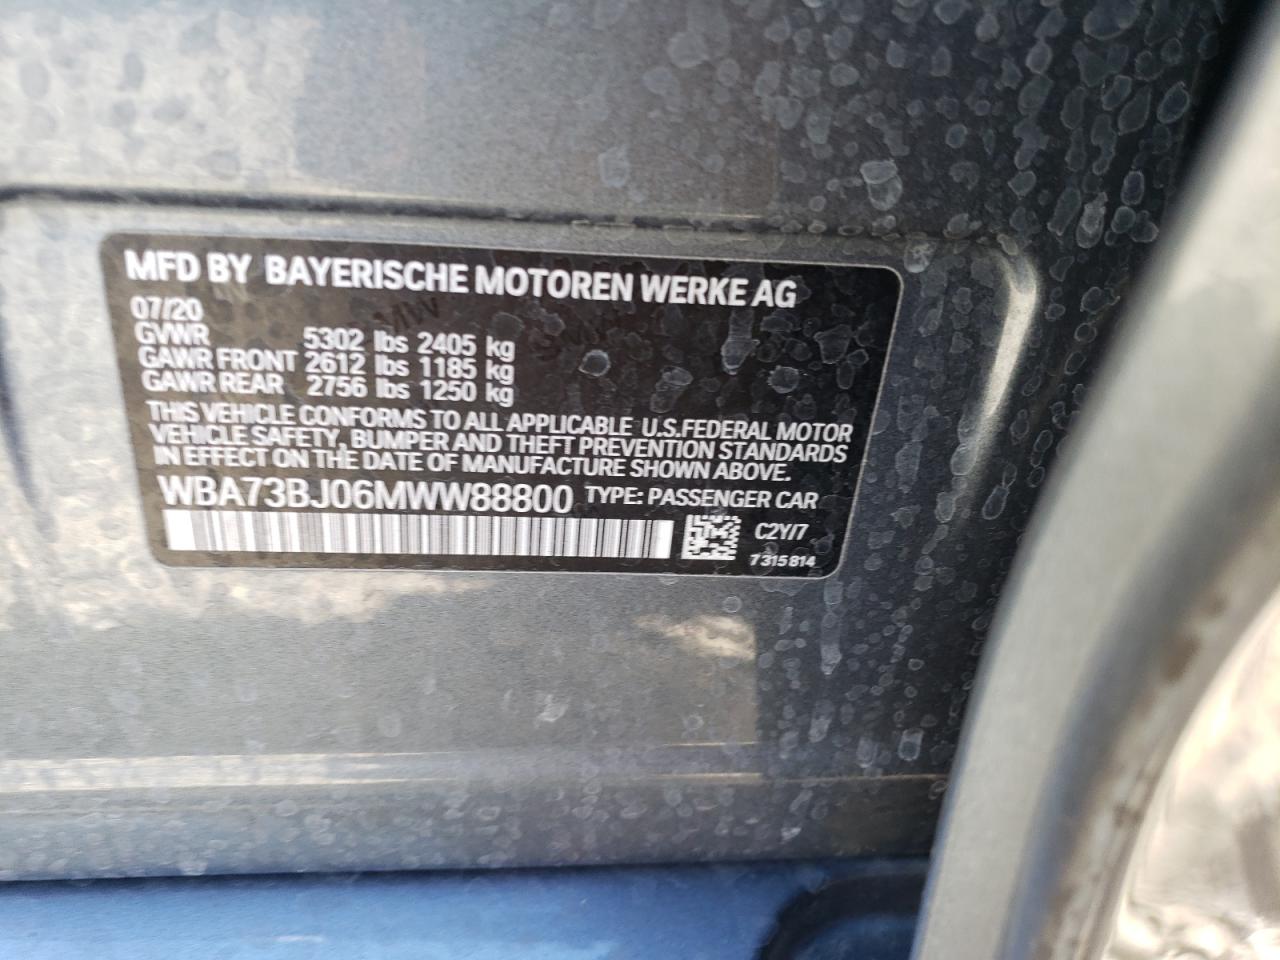 MFD BY BAYERISCHE MOTOREN WERKE AG
07/20
GVWR 5302 lbs 2405 kg
GAWR FRONT 2612 lbs 1185 kg
GAWR REAR 2756 lbs 1250 kg
THIS VEHICLE CONFORMS TO ALL APPLICABLE U.S.FEDERAL MOTOR
VEHICLE SAFETY, BUMPER AND THEFT PREVENTION STANDARDS
IN EFFECT ON THE DATE OF MANUFACTURE SHOWN ABOVE.
WBA73BJ06MWW88800 TYPE: PASSENGER CAR
C2Y/7
7315814